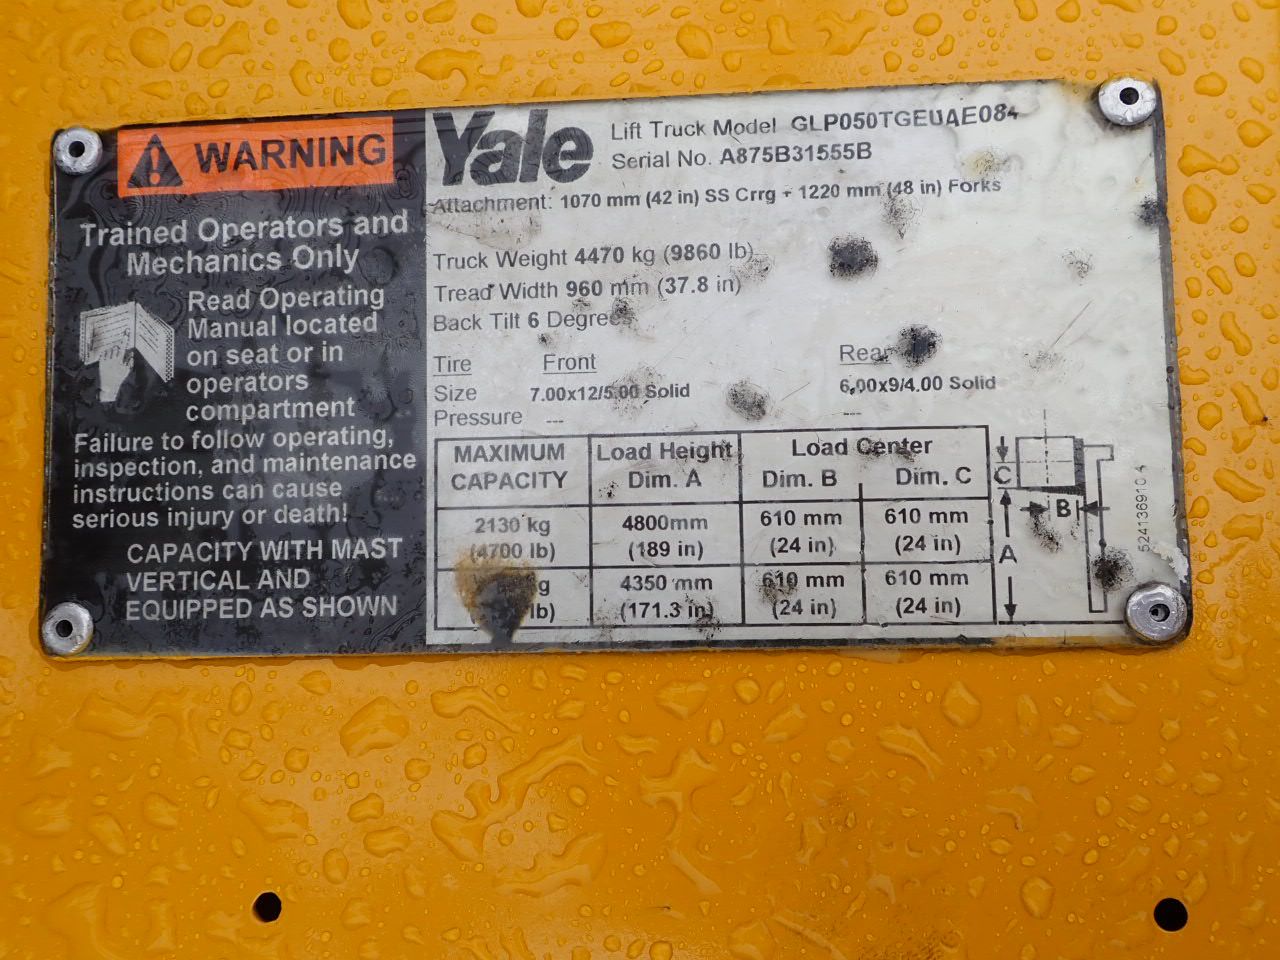 WARNING
Trained Operators and
Mechanics Only
Read Operating
Manual located
on seat or in
operators
compartment
Failure to follow operating,
inspection, and maintenance
instructions can cause
serious injury or death!
CAPACITY WITH MAST
VERTICAL AND
EQUIPPED AS SHOWN
Yale
Lift Truck Model GLP050TGEUAE084
Serial No. A875B31555B
Attachment: 1070 mm (42 in) SS Crrg - 1220 mm (48 in) Forks
Truck Weight 4470 kg (9860 lb)
Tread Width 960 mm (37.8 in)
Back Tilt 6 Degrees
Tire Front Rear
Size 7.00x12/5.00 Solid 6.00x9/4.00 Solid
Pressure --- ---
MAXIMUM CAPACITY Load Height Dim. A Load Center Dim. B Dim. C
2130 kg 4800mm 610 mm 610 mm
(4700 lb) (189 in) (24 in) (24 in)
4350 mm 610 mm 610 mm
lb) (171.3 in) (24 in) (24 in)
C
B
A
524136910 4